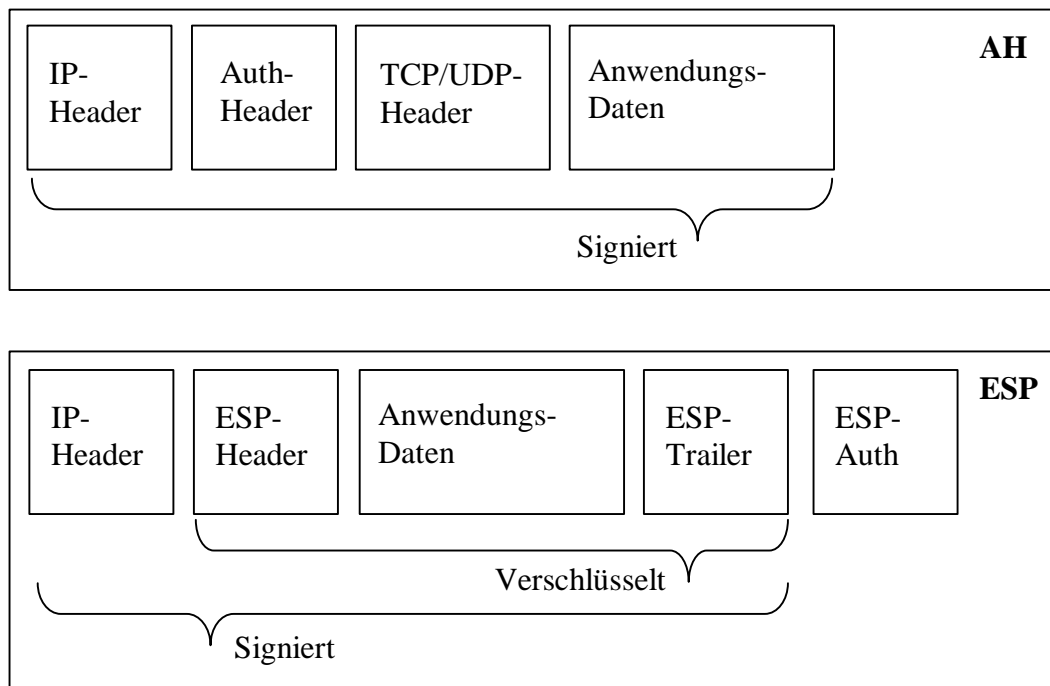 AH
IP-
Header
Auth-
Header
TCP/UDP-
Header
Anwendungs-
Daten
Signiert
ESP
IP-
Header
ESP-
Header
Anwendungs-
Daten
ESP-
Trailer
ESP-
Auth
Verschlüsselt
Signiert